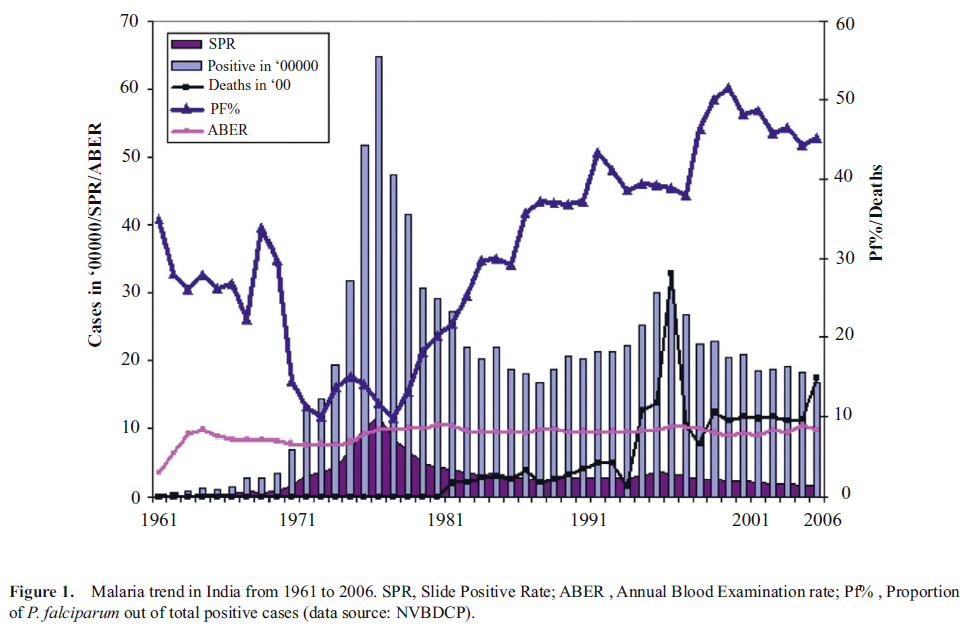 70
60
50
40
30
20
10
0
Cases in ‘00000/SPR/ABER
SPR
Positive in ‘00000
Deaths in ‘00
PF%
ABER
60
50
40
30
20
10
0
Pf%/Deaths
1961
1971
1981
1991
2001
2006
Figure 1. Malaria trend in India from 1961 to 2006. SPR, Slide Positive Rate; ABER , Annual Blood Examination rate; Pf% , Proportion
of P. falciparum out of total positive cases (data source: NVBDCP).